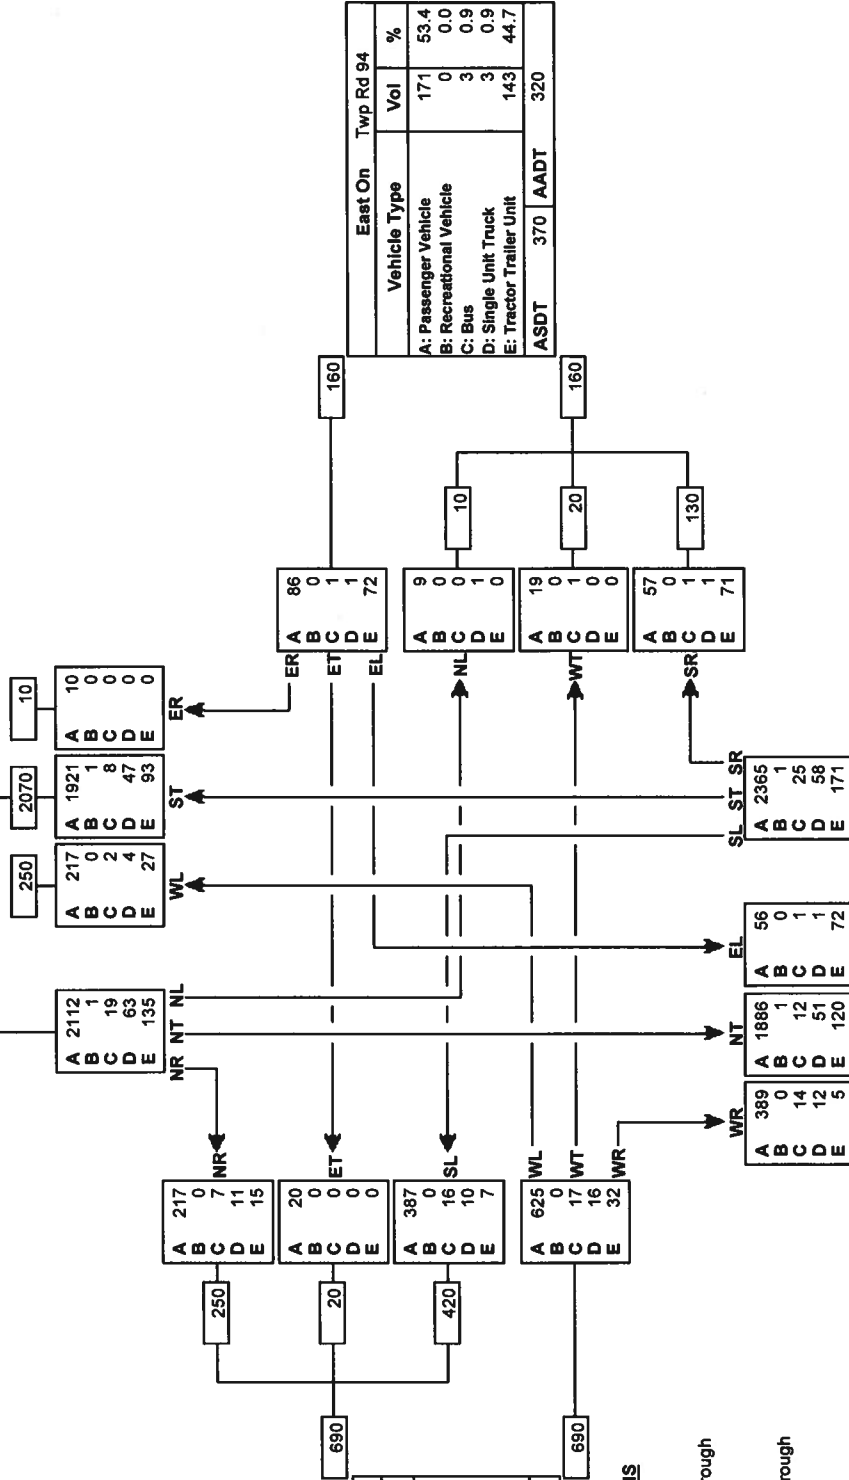 East On Twp Rd 94
Vehicle Type Vol %
A: Passenger Vehicle 171 53.4
B: Recreational Vehicle 0 0.0
C: Bus 3 0.9
D: Single Unit Truck 3 0.9
E: Tractor Trailer Unit 143 44.7
ASDT 370 AADT 320
160
160
10
20
130
A 86
B 0
C 1
D 1
E 72
ER
ET
EL
A 9
B 0
C 0
D 1
E 0
NL
A 19
B 0
C 1
D 0
E 0
WT
A 57
B 0
C 1
D 1
E 71
SR
10
A 10
B 0
C 0
D 0
E 0
ER
2070
A 1921
B 1
C 8
D 47
E 93
ST
250
A 217
B 0
C 2
D 4
E 27
WL
A 2112
B 1
C 19
D 63
E 135
NR NT NL
SL ST SR
A 2365
B 1
C 25
D 58
E 171
EL
A 56
B 0
C 1
D 1
E 72
NT
A 1886
B 1
C 12
D 51
E 120
WR
A 389
B 0
C 14
D 12
E 5
A 217
B 0
C 7
D 11
E 15
NR
250
A 20
B 0
C 0
D 0
E 0
ET
20
A 387
B 0
C 16
D 10
E 7
SL
420
A 625
B 0
C 17
D 16
E 32
WL
WT
WR
690
690
IS
rough
rough